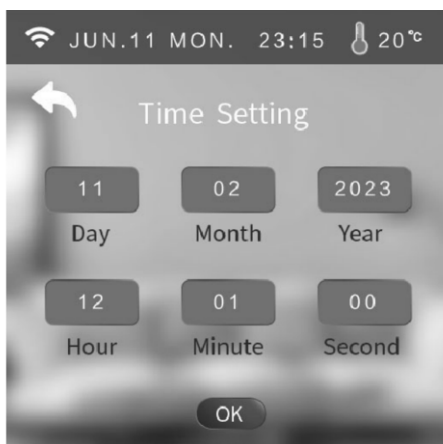 JUN.11 MON. 23:15 20℃
Time Setting
11 02 2023
Day Month Year
12 01 00
Hour Minute Second
OK